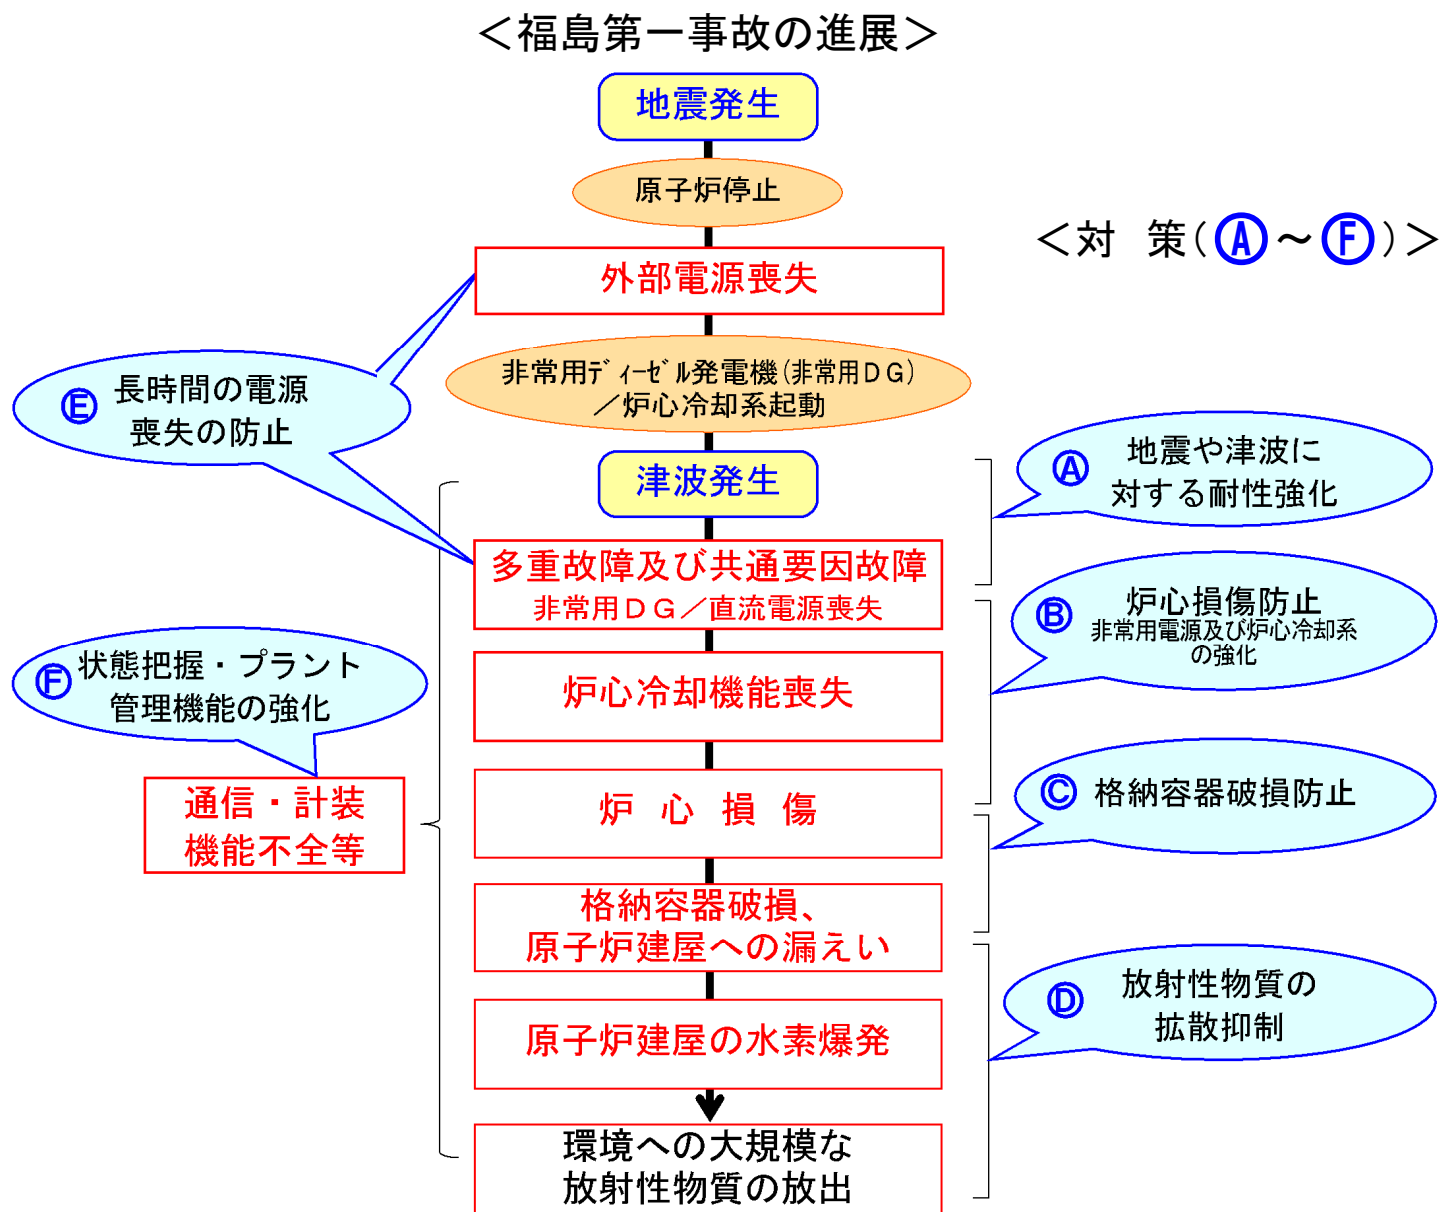 ＜福島第一事故の進展＞
地震発生
原子炉停止
＜対　策（Ⓐ～Ⓕ）＞
外部電源喪失
非常用ディーゼル発電機（非常用ＤＧ）
／炉心冷却系起動
Ⓔ 長時間の電源
喪失の防止
津波発生
Ⓐ 地震や津波に
対する耐性強化
多重故障及び共通要因故障
非常用ＤＧ／直流電源喪失
Ⓑ 炉心損傷防止
非常用電源及び炉心冷却系
の強化
Ⓕ 状態把握・プラント
管理機能の強化
炉心冷却機能喪失
通信・計装
機能不全等
炉　心　損　傷
Ⓒ 格納容器破損防止
格納容器破損、
原子炉建屋への漏えい
Ⓓ 放射性物質の
拡散抑制
原子炉建屋の水素爆発
環境への大規模な
放射性物質の放出